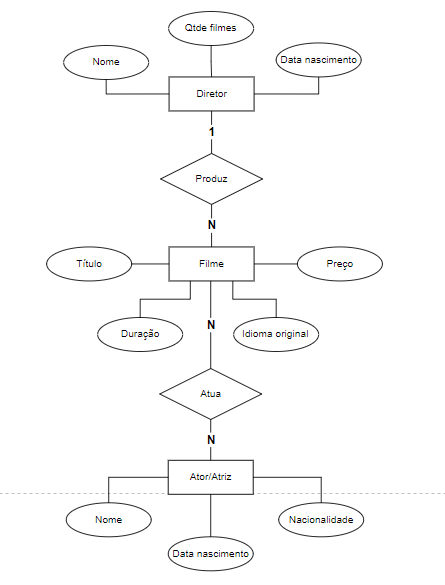 Qtde filmes
Nome
Data nascimento
Diretor
1
Produz
N
Título
Filme
Preço
Duração
N
Idioma original
Atua
N
Ator/Atriz
Nome
Nacionalidade
Data nascimento